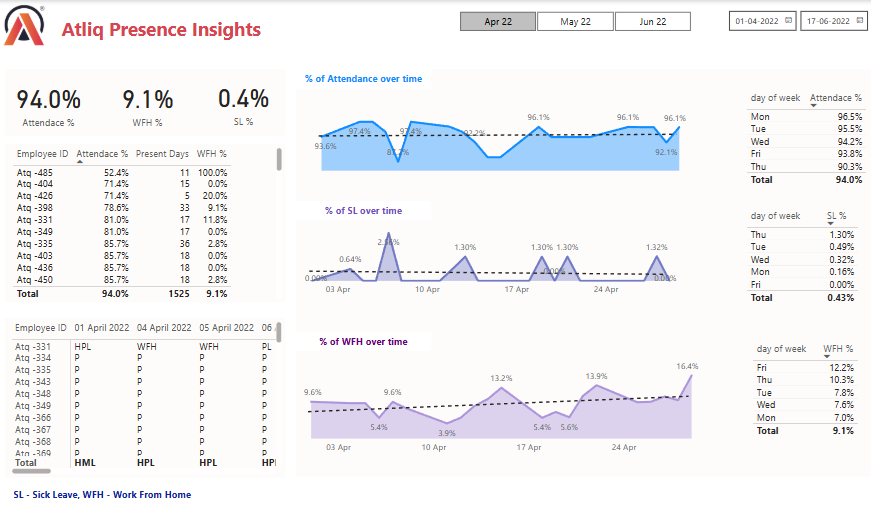 Atliq Presence Insights
Apr 22 May 22 Jun 22
01-04-2022 17-06-2022
94.0% 9.1% 0.4%
Attendace % WFH % SL %
Employee ID Attendace % Present Days WFH %
Atq -485 52.4% 11 100.0%
Atq -404 71.4% 15 0.0%
Atq -426 71.4% 5 20.0%
Atq -398 78.6% 33 9.1%
Atq -331 81.0% 17 11.8%
Atq -349 81.0% 17 0.0%
Atq -335 85.7% 36 2.8%
Atq -403 85.7% 18 0.0%
Atq -436 85.7% 18 0.0%
Atq -450 85.7% 18 2.8%
Total 94.0% 1525 9.1%
Employee ID 01 April 2022 04 April 2022 05 April 2022 06
Atq -331 HPL WFH WFH PL
Atq -334 P P P P
Atq -335 P P P P
Atq -343 P P P P
Atq -348 P P P P
Atq -349 P P P P
Atq -366 P P P P
Atq -367 P P P P
Atq -368 P P P P
Atq -369 P P P P
Total HML HPL HPL HPI
SL - Sick Leave, WFH - Work From Home
% of Attendance over time
96.1% 96.1% 96.1%
97.4% 97.4% 92.2%
93.6% 92.1%
% of SL over time
0.00% 0.64% 1.30% 1.30% 1.30% 1.32%
03 Apr 10 Apr 17 Apr 24 Apr
% of WFH over time
9.6% 9.6% 13.2% 13.9% 16.4%
5.4% 3.9% 5.4% 5.6%
03 Apr 10 Apr 17 Apr 24 Apr
day of week Attendace %
Mon 96.5%
Tue 95.5%
Wed 94.2%
Fri 93.8%
Thu 90.3%
Total 94.0%
day of week SL %
Thu 1.30%
Tue 0.49%
Wed 0.32%
Mon 0.16%
Fri 0.00%
Total 0.43%
day of week WFH %
Fri 12.2%
Thu 10.3%
Tue 7.8%
Wed 7.6%
Mon 7.0%
Total 9.1%